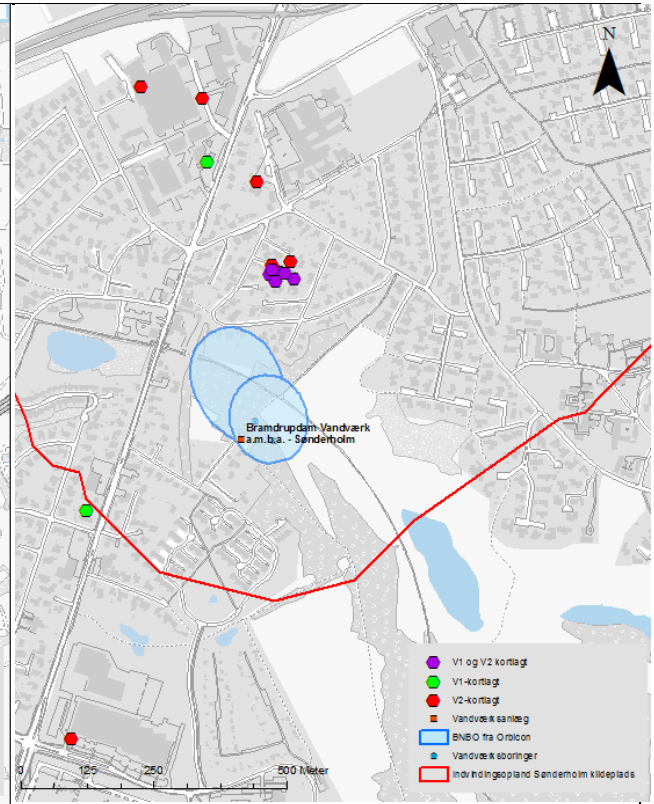 N
Bramdrupdam Vandværk
a.m.b.a. - Sønderholm
V1 og V2 kortlagt
V1-kortlagt
V2-kortlagt
Vandværksanlæg
BNBO fra Orbicon
Vandværksboringer
Indvindingsopland Sønderholm kildeplads
0 125 250 500 Meter